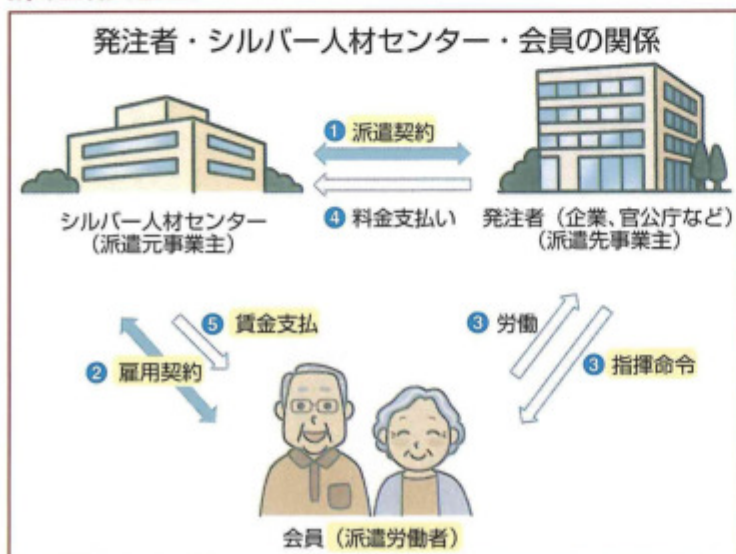 発注者・シルバー人材センター・会員の関係
❶ 派遣契約
❹ 料金支払い
シルバー人材センター
(派遣元事業主)
発注者(企業、官公庁など)
(派遣先事業主)
❺ 賃金支払
❷ 雇用契約
❸ 労働
❸ 指揮命令
会員(派遣労働者)